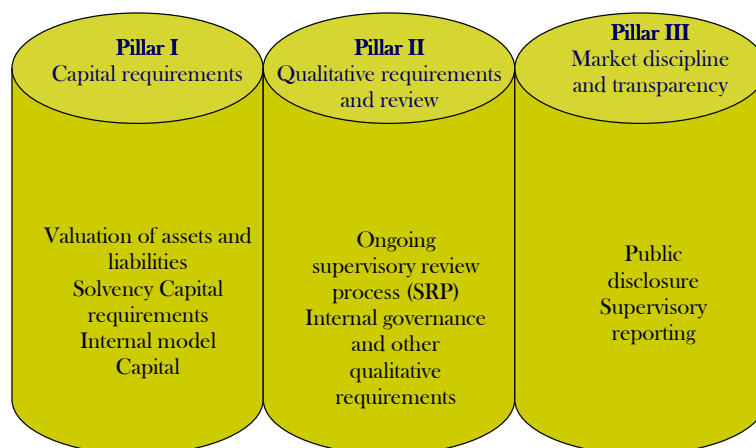 Pillar I
Capital requirements
Valuation of assets and
liabilities
Solvency Capital
requirements
Internal model
Capital
Pillar II
Qualitative requirements
and review
Ongoing
supervisory review
process (SRP)
Internal governance
and other
qualitative
requirements
Pillar III
Market discipline
and transparency
Public
disclosure
Supervisory
reporting